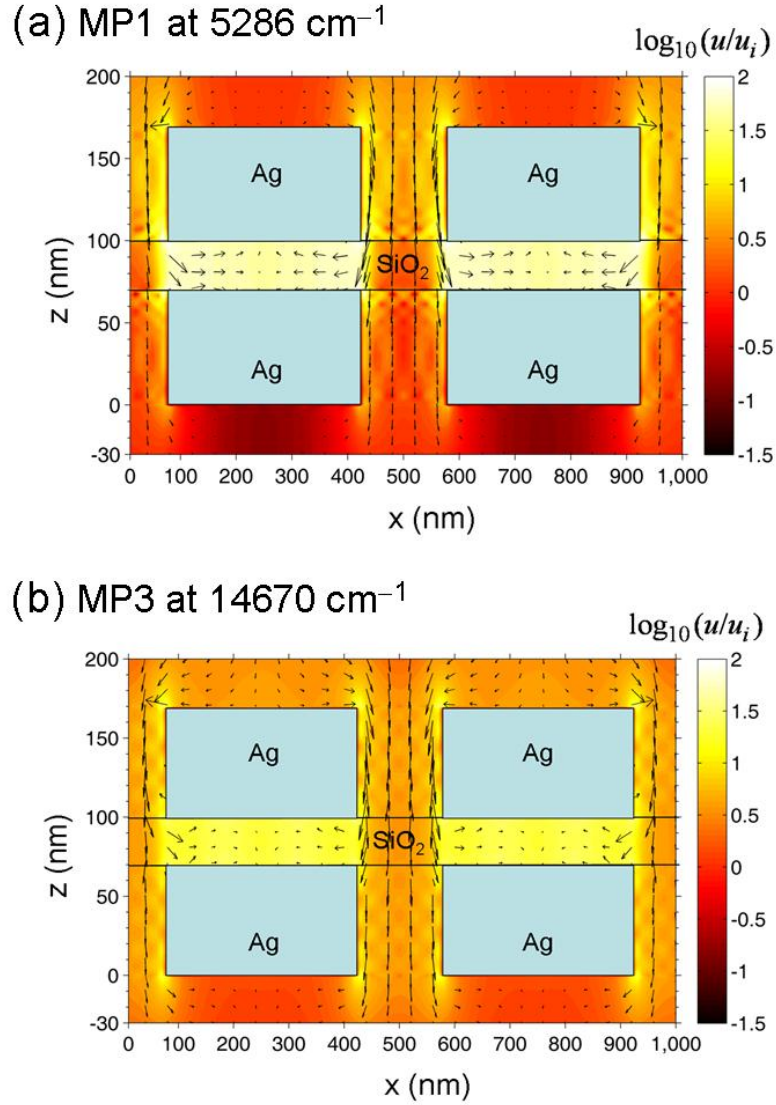 (a) MP1 at 5286 cm⁻¹
log₁₀(u/uᵢ)
200
150
100
50
0
-30
z (nm)
Ag
Ag
SiO₂
Ag
Ag
0 100 200 300 400 500 600 700 800 900 1,000
x (nm)
2
1.5
1
0.5
0
-0.5
-1
-1.5
(b) MP3 at 14670 cm⁻¹
log₁₀(u/uᵢ)
200
150
100
50
0
-30
z (nm)
Ag
Ag
SiO₂
Ag
Ag
0 100 200 300 400 500 600 700 800 900 1,000
x (nm)
2
1.5
1
0.5
0
-0.5
-1
-1.5